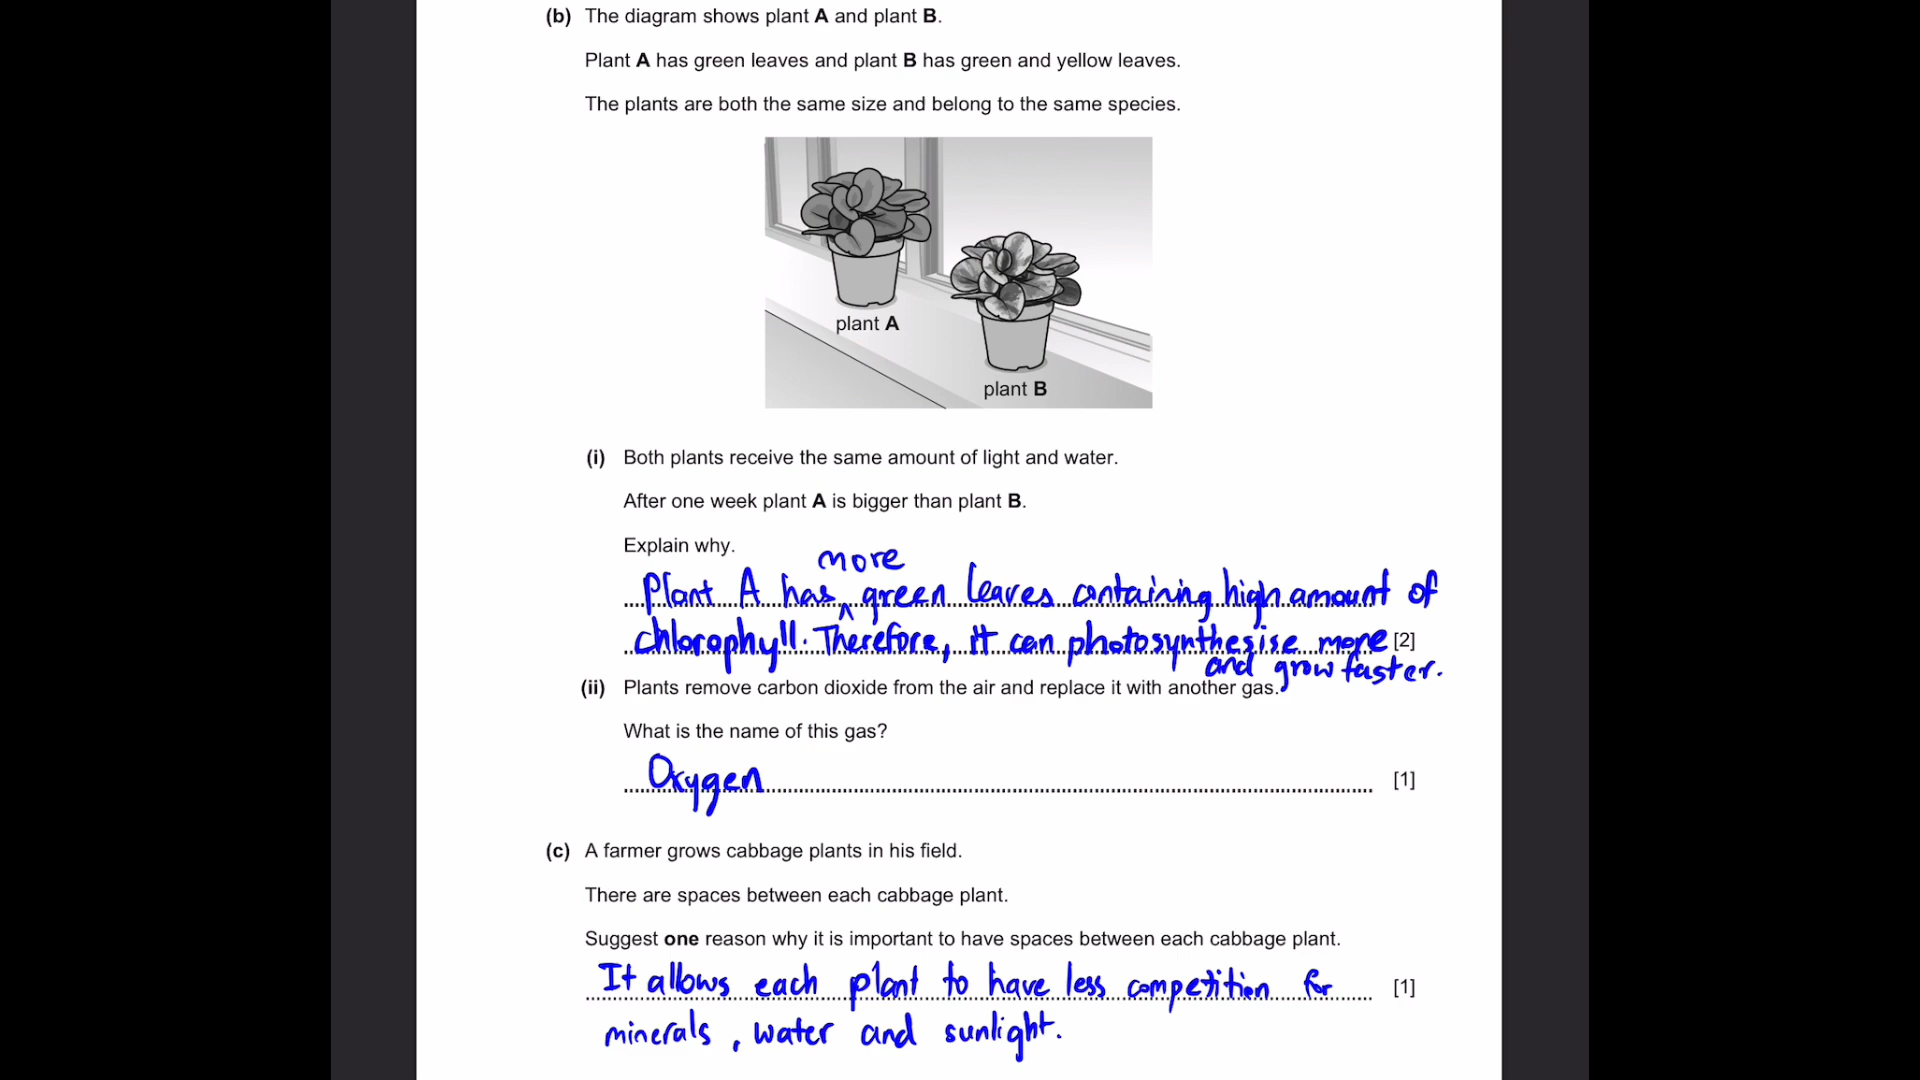 (b) The diagram shows plant A and plant B.
Plant A has green leaves and plant B has green and yellow leaves.
The plants are both the same size and belong to the same species.
plant A
plant B
(i) Both plants receive the same amount of light and water.
After one week plant A is bigger than plant B.
Explain why.
more
Plant A has ^ green leaves containing high amount of
chlorophyll. Therefore, it can photosynthesise more [2]
and grow faster.
(ii) Plants remove carbon dioxide from the air and replace it with another gas.
What is the name of this gas?
Oxygen [1]
(c) A farmer grows cabbage plants in his field.
There are spaces between each cabbage plant.
Suggest one reason why it is important to have spaces between each cabbage plant.
It allows each plant to have less competition for [1]
minerals, water and sunlight.